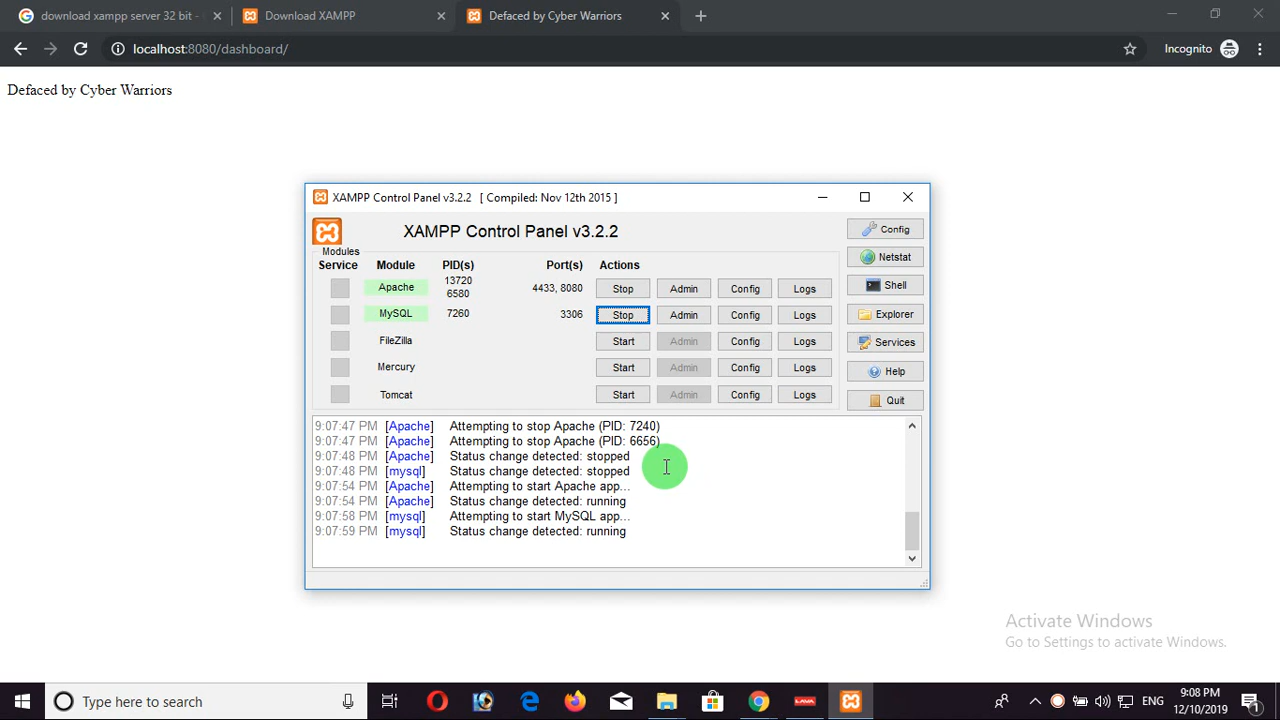 download xampp server 32 bit -
Download XAMPP
Defaced by Cyber Warriors
localhost:8080/dashboard/
Incognito
Defaced by Cyber Warriors
XAMPP Control Panel v3.2.2 [ Compiled: Nov 12th 2015 ]
XAMPP Control Panel v3.2.2
Config
Modules
Service Module PID(s) Port(s) Actions
Netstat
Apache 13720 6580 4433, 8080 Stop Admin Config Logs
Shell
MySQL 7260 3306 Stop Admin Config Logs
Explorer
FileZilla Start Admin Config Logs
Services
Mercury Start Admin Config Logs
Help
Tomcat Start Admin Config Logs
Quit
9:07:47 PM [Apache] Attempting to stop Apache (PID: 7240)
9:07:47 PM [Apache] Attempting to stop Apache (PID: 6656)
9:07:48 PM [Apache] Status change detected: stopped
9:07:48 PM [mysql] Status change detected: stopped
9:07:54 PM [Apache] Attempting to start Apache app...
9:07:54 PM [Apache] Status change detected: running
9:07:58 PM [mysql] Attempting to start MySQL app...
9:07:59 PM [mysql] Status change detected: running
Activate Windows
Go to Settings to activate Windows.
Type here to search
LAVA
ENG
9:08 PM
12/10/2019
1